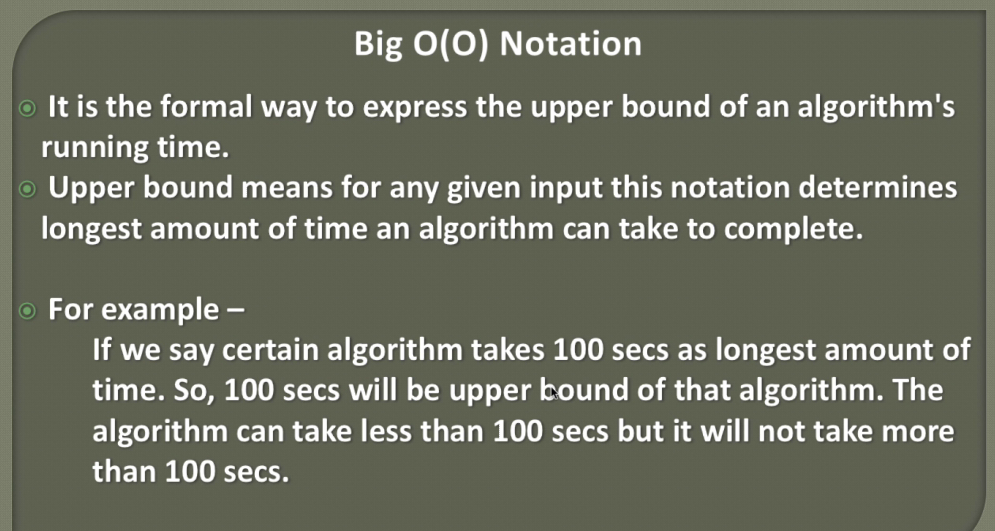 Big O(O) Notation
It is the formal way to express the upper bound of an algorithm's
running time.
Upper bound means for any given input this notation determines
longest amount of time an algorithm can take to complete.
For example –
If we say certain algorithm takes 100 secs as longest amount of
time. So, 100 secs will be upper bound of that algorithm. The
algorithm can take less than 100 secs but it will not take more
than 100 secs.